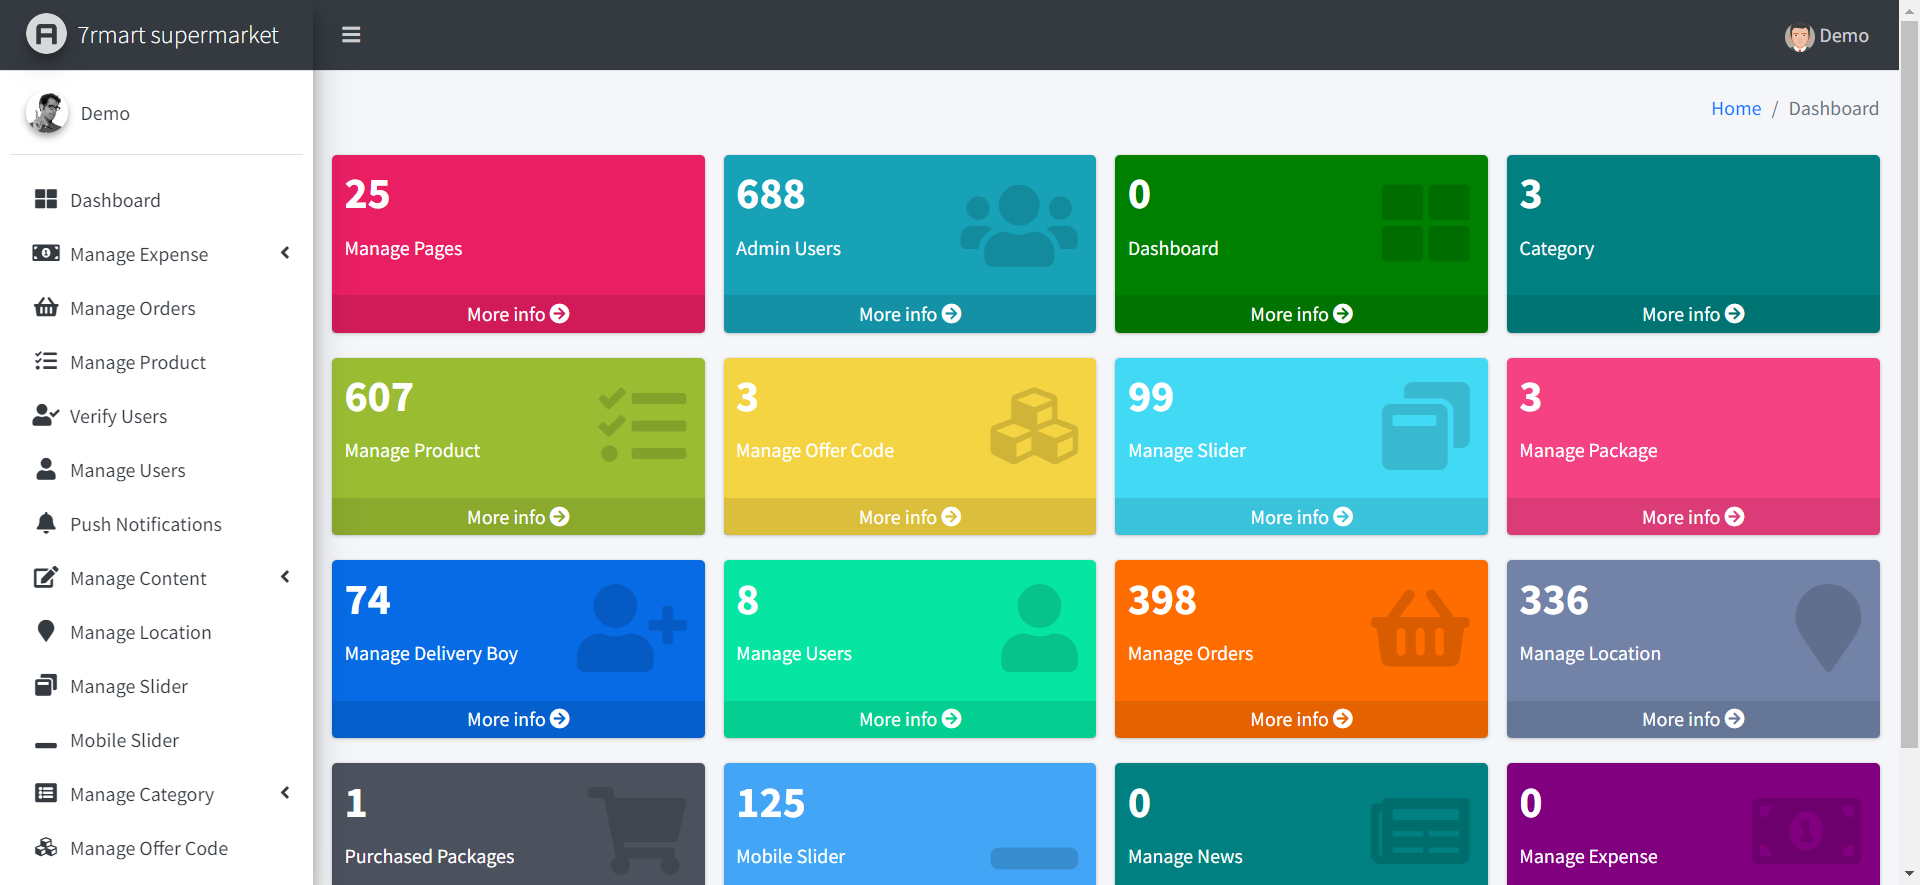 7rmart supermarket
Demo
Demo
Home / Dashboard
Dashboard
Manage Expense
Manage Orders
Manage Product
Verify Users
Manage Users
Push Notifications
Manage Content
Manage Location
Manage Slider
Mobile Slider
Manage Category
Manage Offer Code
25
Manage Pages
More info
688
Admin Users
More info
0
Dashboard
More info
3
Category
More info
607
Manage Product
More info
3
Manage Offer Code
More info
99
Manage Slider
More info
3
Manage Package
More info
74
Manage Delivery Boy
More info
8
Manage Users
More info
398
Manage Orders
More info
336
Manage Location
More info
1
Purchased Packages
125
Mobile Slider
0
Manage News
0
Manage Expense